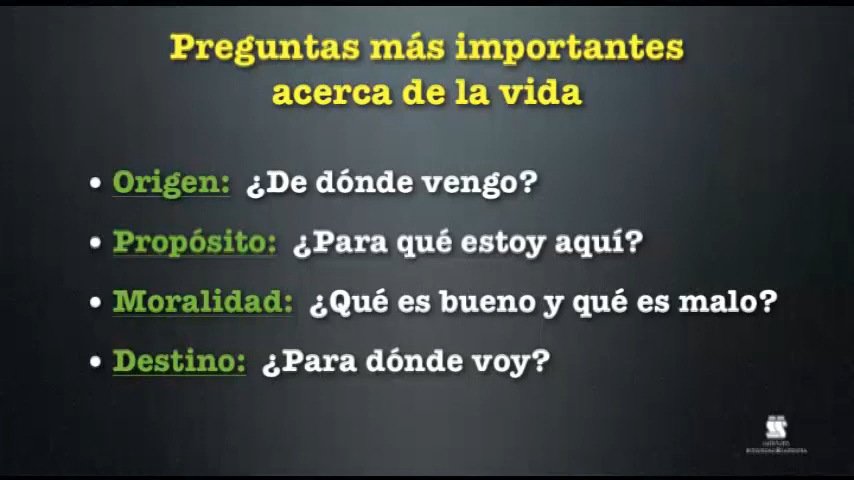 Preguntas más importantes
acerca de la vida
• Origen: ¿De dónde vengo?
• Propósito: ¿Para qué estoy aquí?
• Moralidad: ¿Qué es bueno y qué es malo?
• Destino: ¿Para dónde voy?